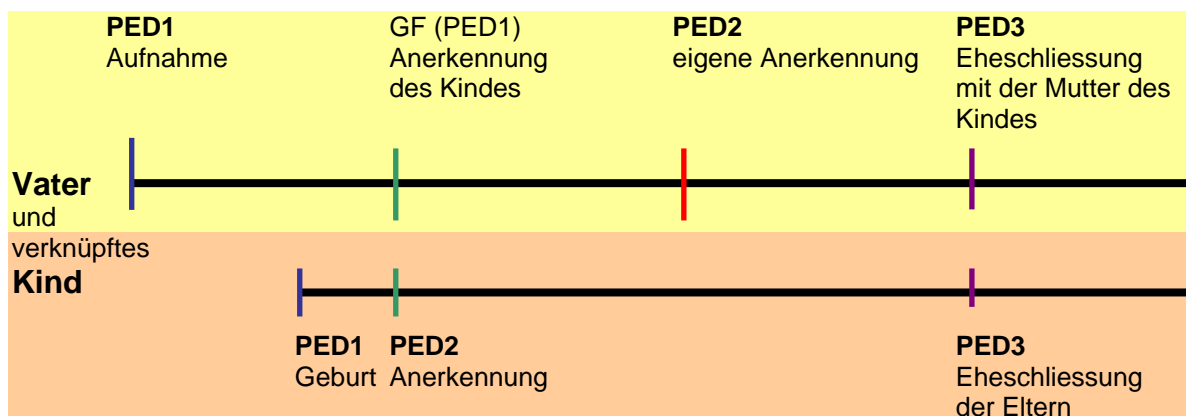 PED1
Aufnahme
GF (PED1)
Anerkennung
des Kindes
PED2
eigene Anerkennung
PED3
Eheschliessung
mit der Mutter des
Kindes
Vater
und
verknüpftes
Kind
PED1
Geburt
PED2
Anerkennung
PED3
Eheschliessung
der Eltern